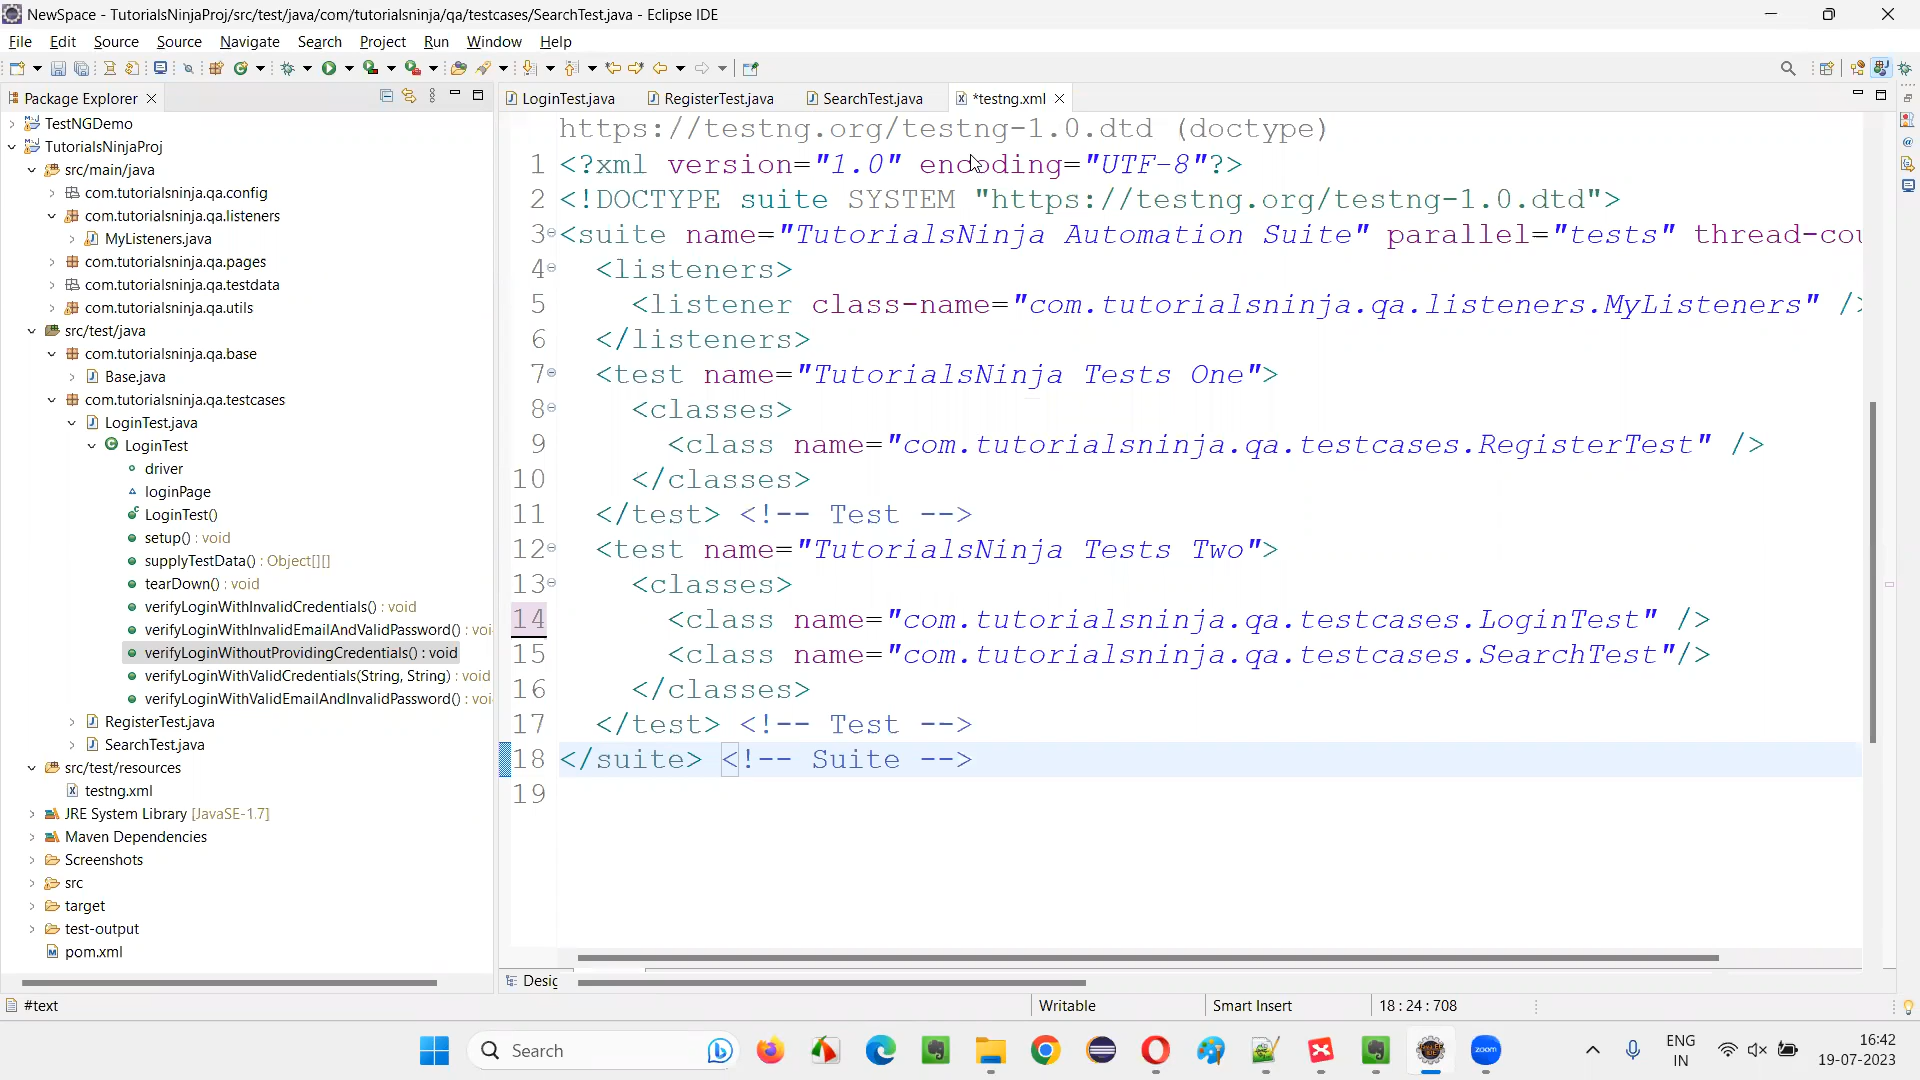 NewSpace - TutorialsNinjaProj/src/test/java/com/tutorialsninja/qa/testcases/SearchTest.java - Eclipse IDE
File Edit Source Source Navigate Search Project Run Window Help
Package Explorer
TestNGDemo
TutorialsNinjaProj
src/main/java
com.tutorialsninja.qa.config
com.tutorialsninja.qa.listeners
MyListeners.java
com.tutorialsninja.qa.pages
com.tutorialsninja.qa.testdata
com.tutorialsninja.qa.utils
src/test/java
com.tutorialsninja.qa.base
Base.java
com.tutorialsninja.qa.testcases
LoginTest.java
LoginTest
driver
loginPage
LoginTest()
setup() : void
supplyTestData() : Object[][]
tearDown() : void
verifyLoginWithInvalidCredentials() : void
verifyLoginWithInvalidEmailAndValidPassword() : voi
verifyLoginWithoutProvidingCredentials() : void
verifyLoginWithValidCredentials(String, String) : void
verifyLoginWithValidEmailAndInvalidPassword() : voi
RegisterTest.java
SearchTest.java
src/test/resources
testng.xml
JRE System Library [JavaSE-1.7]
Maven Dependencies
Screenshots
src
target
test-output
pom.xml
LoginTest.java RegisterTest.java SearchTest.java *testng.xml
https://testng.org/testng-1.0.dtd (doctype)
1 <?xml version="1.0" encoding="UTF-8"?>
2 <!DOCTYPE suite SYSTEM "https://testng.org/testng-1.0.dtd">
3 <suite name="TutorialsNinja Automation Suite" parallel="tests" thread-cou
4 <listeners>
5 <listener class-name="com.tutorialsninja.qa.listeners.MyListeners" />
6 </listeners>
7 <test name="TutorialsNinja Tests One">
8 <classes>
9 <class name="com.tutorialsninja.qa.testcases.RegisterTest" />
10 </classes>
11 </test> <!-- Test -->
12 <test name="TutorialsNinja Tests Two">
13 <classes>
14 <class name="com.tutorialsninja.qa.testcases.LoginTest" />
15 <class name="com.tutorialsninja.qa.testcases.SearchTest"/>
16 </classes>
17 </test> <!-- Test -->
18 </suite> <!-- Suite -->
19
Desig
#text Writable Smart Insert 18 : 24 : 708
Search
zoom
ENG
IN
16:42
19-07-2023